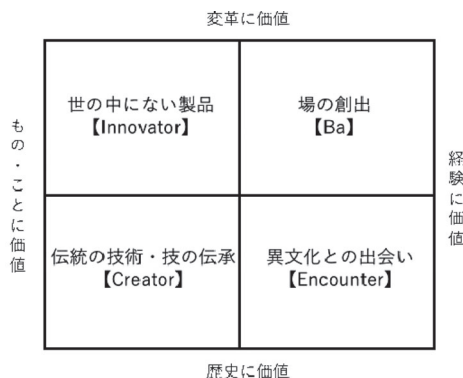 変革に価値
世の中にない製品
【Innovator】
場の創出
【Ba】
もの・ことに価値
経験に価値
伝統の技術・技の伝承
【Creator】
異文化との出会い
【Encounter】
歴史に価値